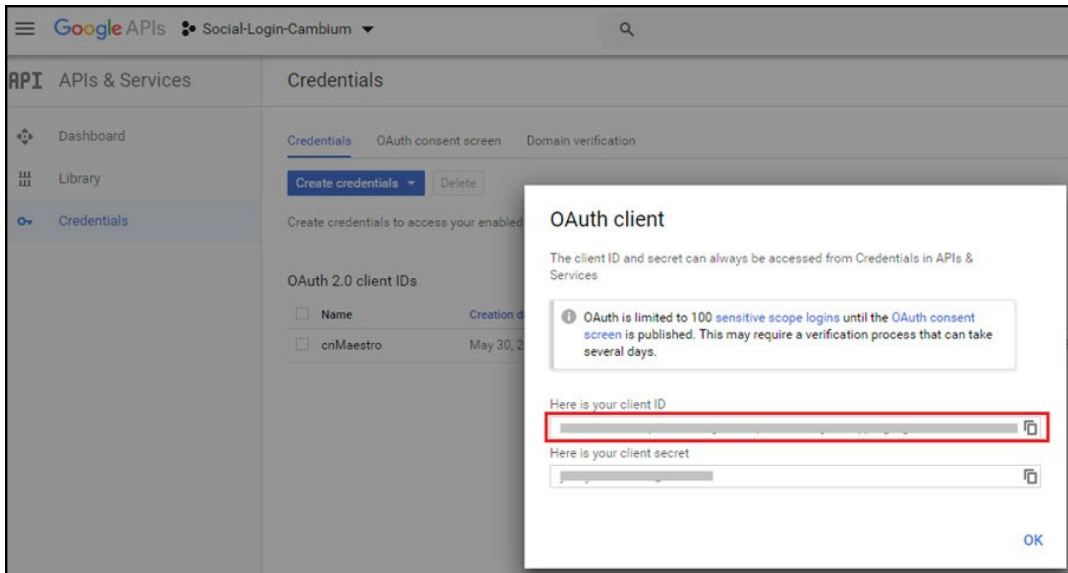 Google APIs Social-Login-Cambium
API APIs & Services
Credentials
Dashboard
Library
Credentials
Credentials OAuth consent screen Domain verification
Create credentials Delete
Create credentials to access your enabled
OAuth 2.0 client IDs
Name Creation d
cnMaestro May 30, 2
OAuth client
The client ID and secret can always be accessed from Credentials in APIs &
Services
OAuth is limited to 100 sensitive scope logins until the OAuth consent
screen is published. This may require a verification process that can take
several days.
Here is your client ID
Here is your client secret
OK